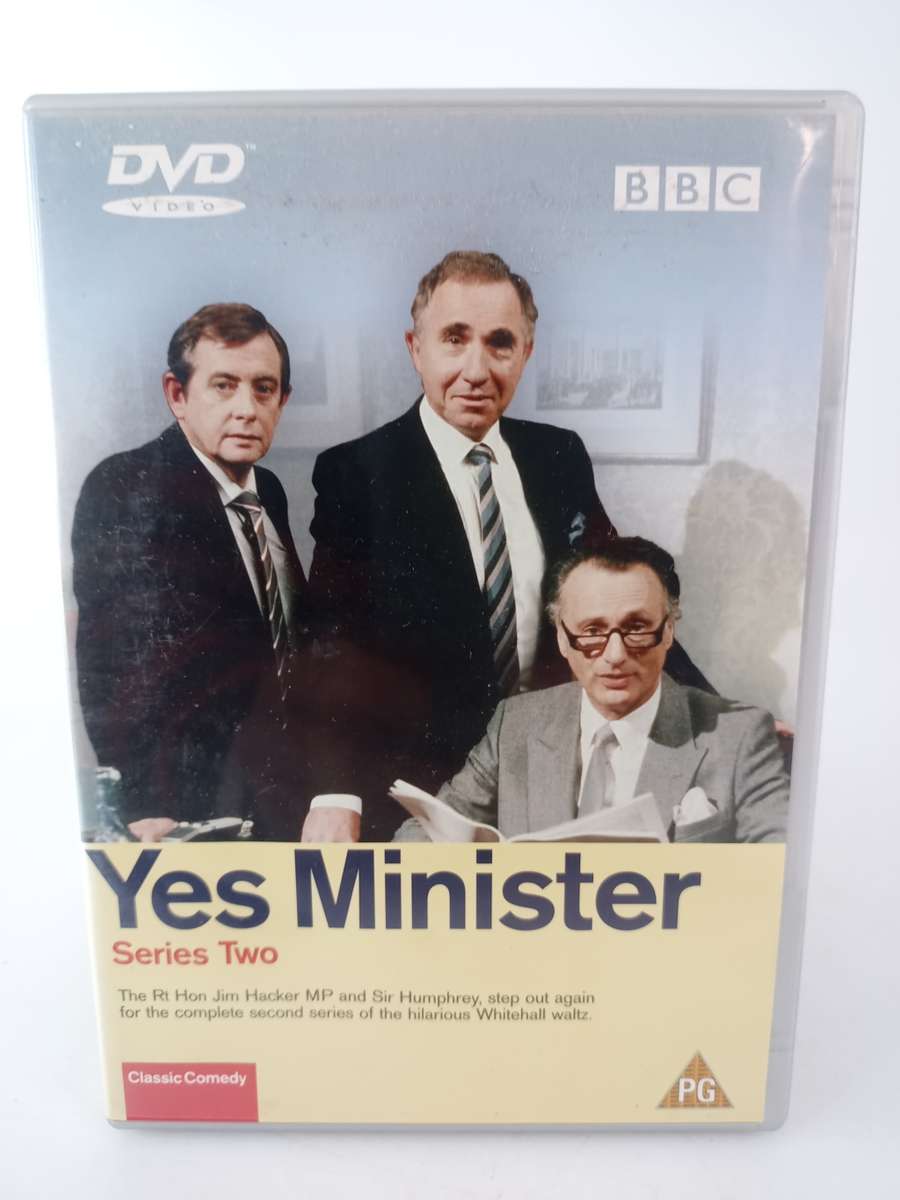 DVD™
VIDEO
BBC
Yes Minister
Series Two
The Rt Hon Jim Hacker MP and Sir Humphrey, step out again
for the complete second series of the hilarious Whitehall waltz.
Classic Comedy
PG